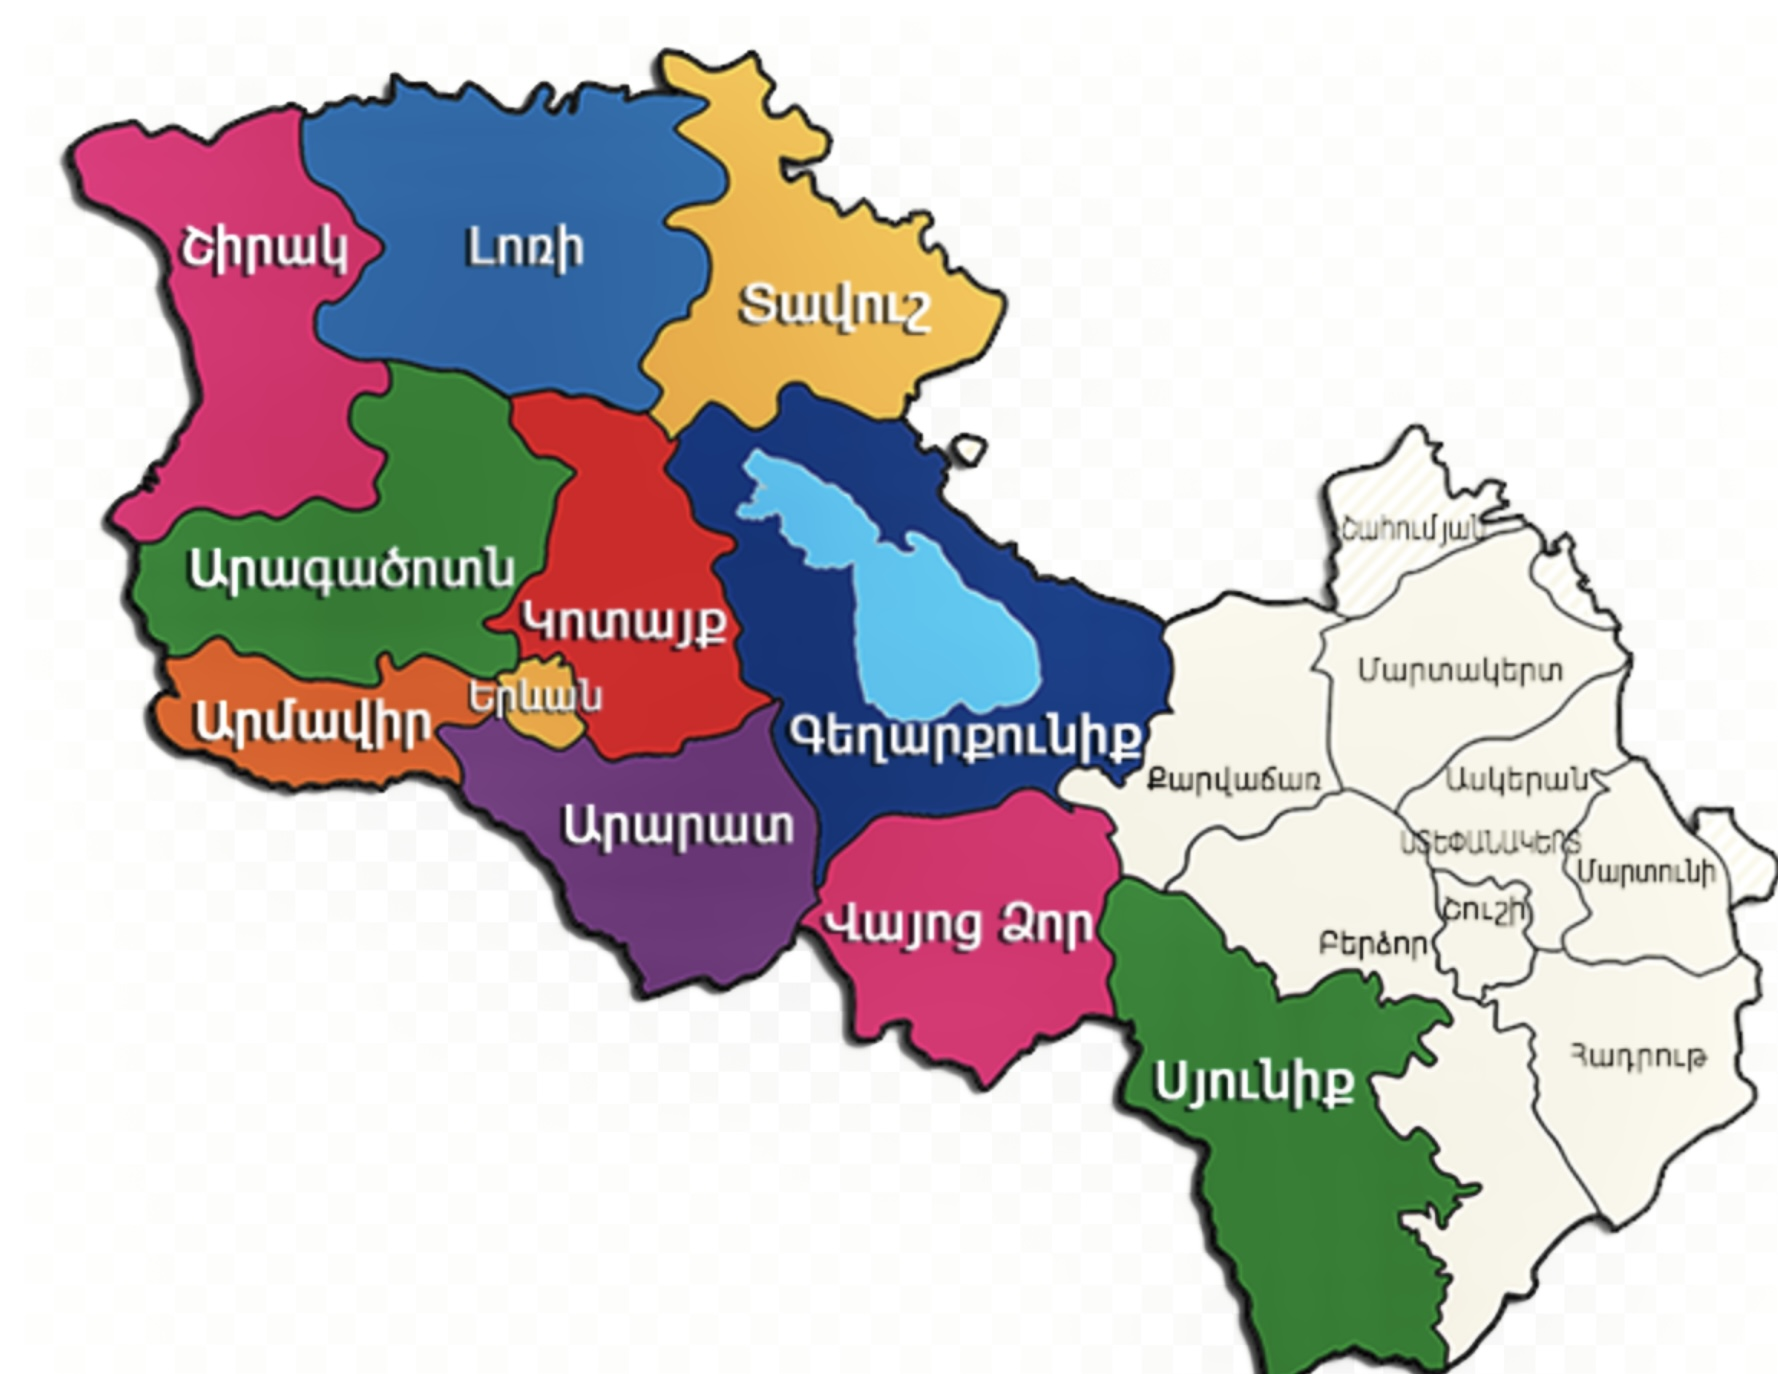 Շիրակ
Լոռի
Տավուշ
Շահումյան
Արագածոտն
Կոտայք
Մարտակերտ
Երևան
Արմավիր
Գեղարքունիք
Քարվաճառ
Ասկերան
Արարատ
ՍՏԵՓԱՆԱԿԵՐՏ
Մարտունի
Շուշի
Վայոց Ձոր
Բերձոր
Սյունիք
Հադրութ